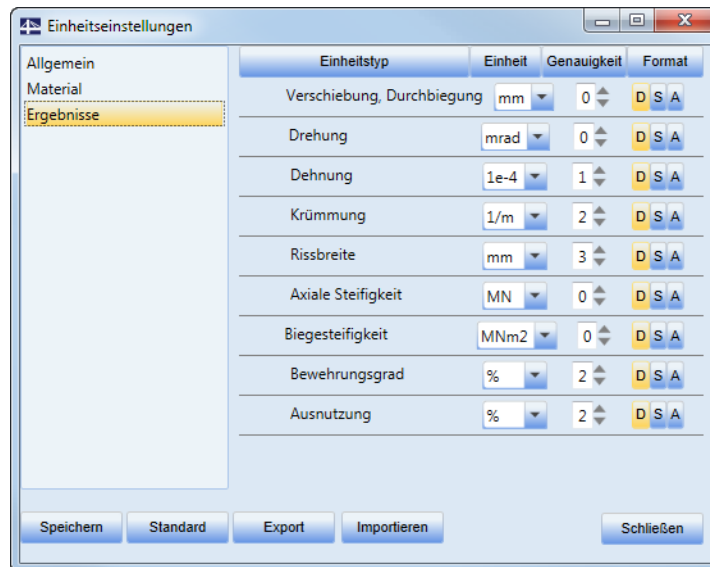 Einheitseinstellungen
Allgemein
Material
Ergebnisse
Einheitstyp Einheit Genauigkeit Format
Verschiebung, Durchbiegung mm 0 D S A
Drehung mrad 0 D S A
Dehnung 1e-4 1 D S A
Krümmung 1/m 2 D S A
Rissbreite mm 3 D S A
Axiale Steifigkeit MN 0 D S A
Biegesteifigkeit MNm2 0 D S A
Bewehrungsgrad % 2 D S A
Ausnutzung % 2 D S A
Speichern Standard Export Importieren Schließen